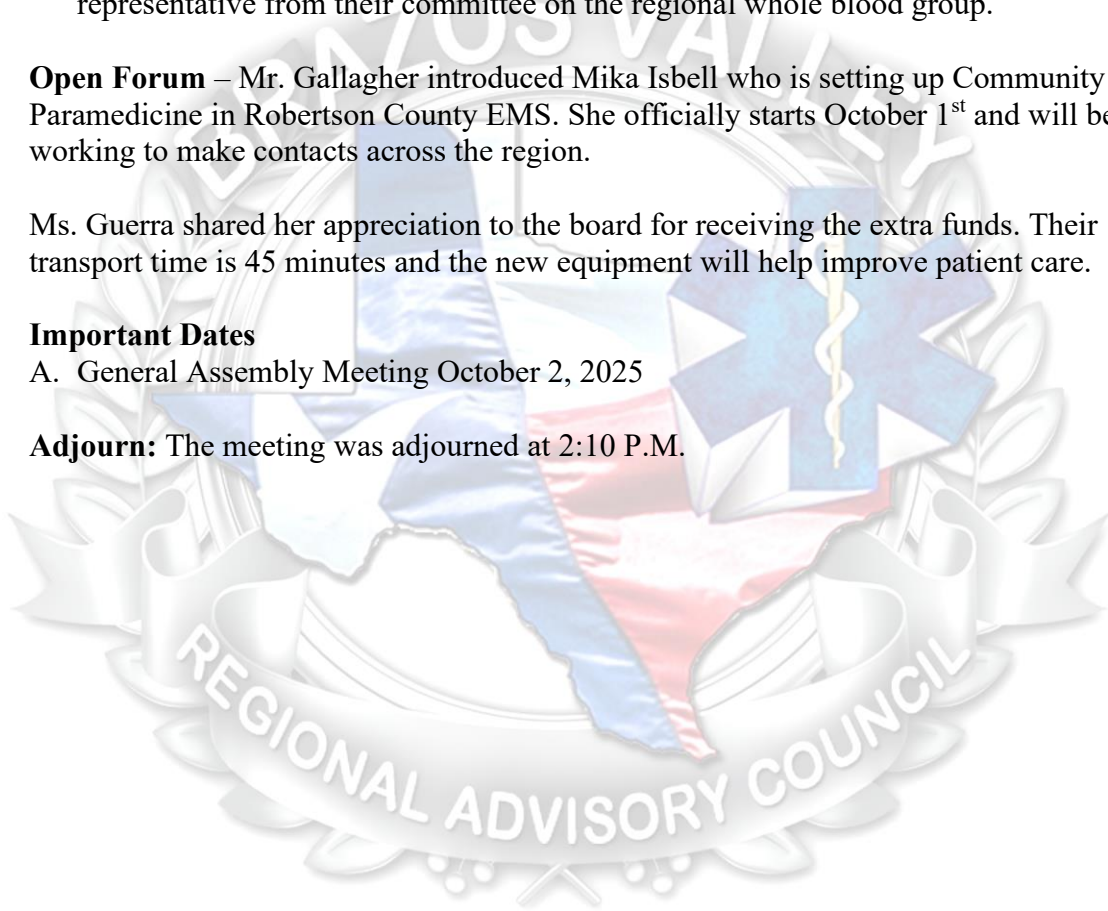 representative from their committee on the regional whole blood group.
Open Forum – Mr. Gallagher introduced Mika Isbell who is setting up Community
Paramedicine in Robertson County EMS. She officially starts October 1st and will be
working to make contacts across the region.
Ms. Guerra shared her appreciation to the board for receiving the extra funds. Their
transport time is 45 minutes and the new equipment will help improve patient care.
Important Dates
A. General Assembly Meeting October 2, 2025
Adjourn: The meeting was adjourned at 2:10 P.M.
BRAZOS VALLEY
REGIONAL ADVISORY COUNCIL